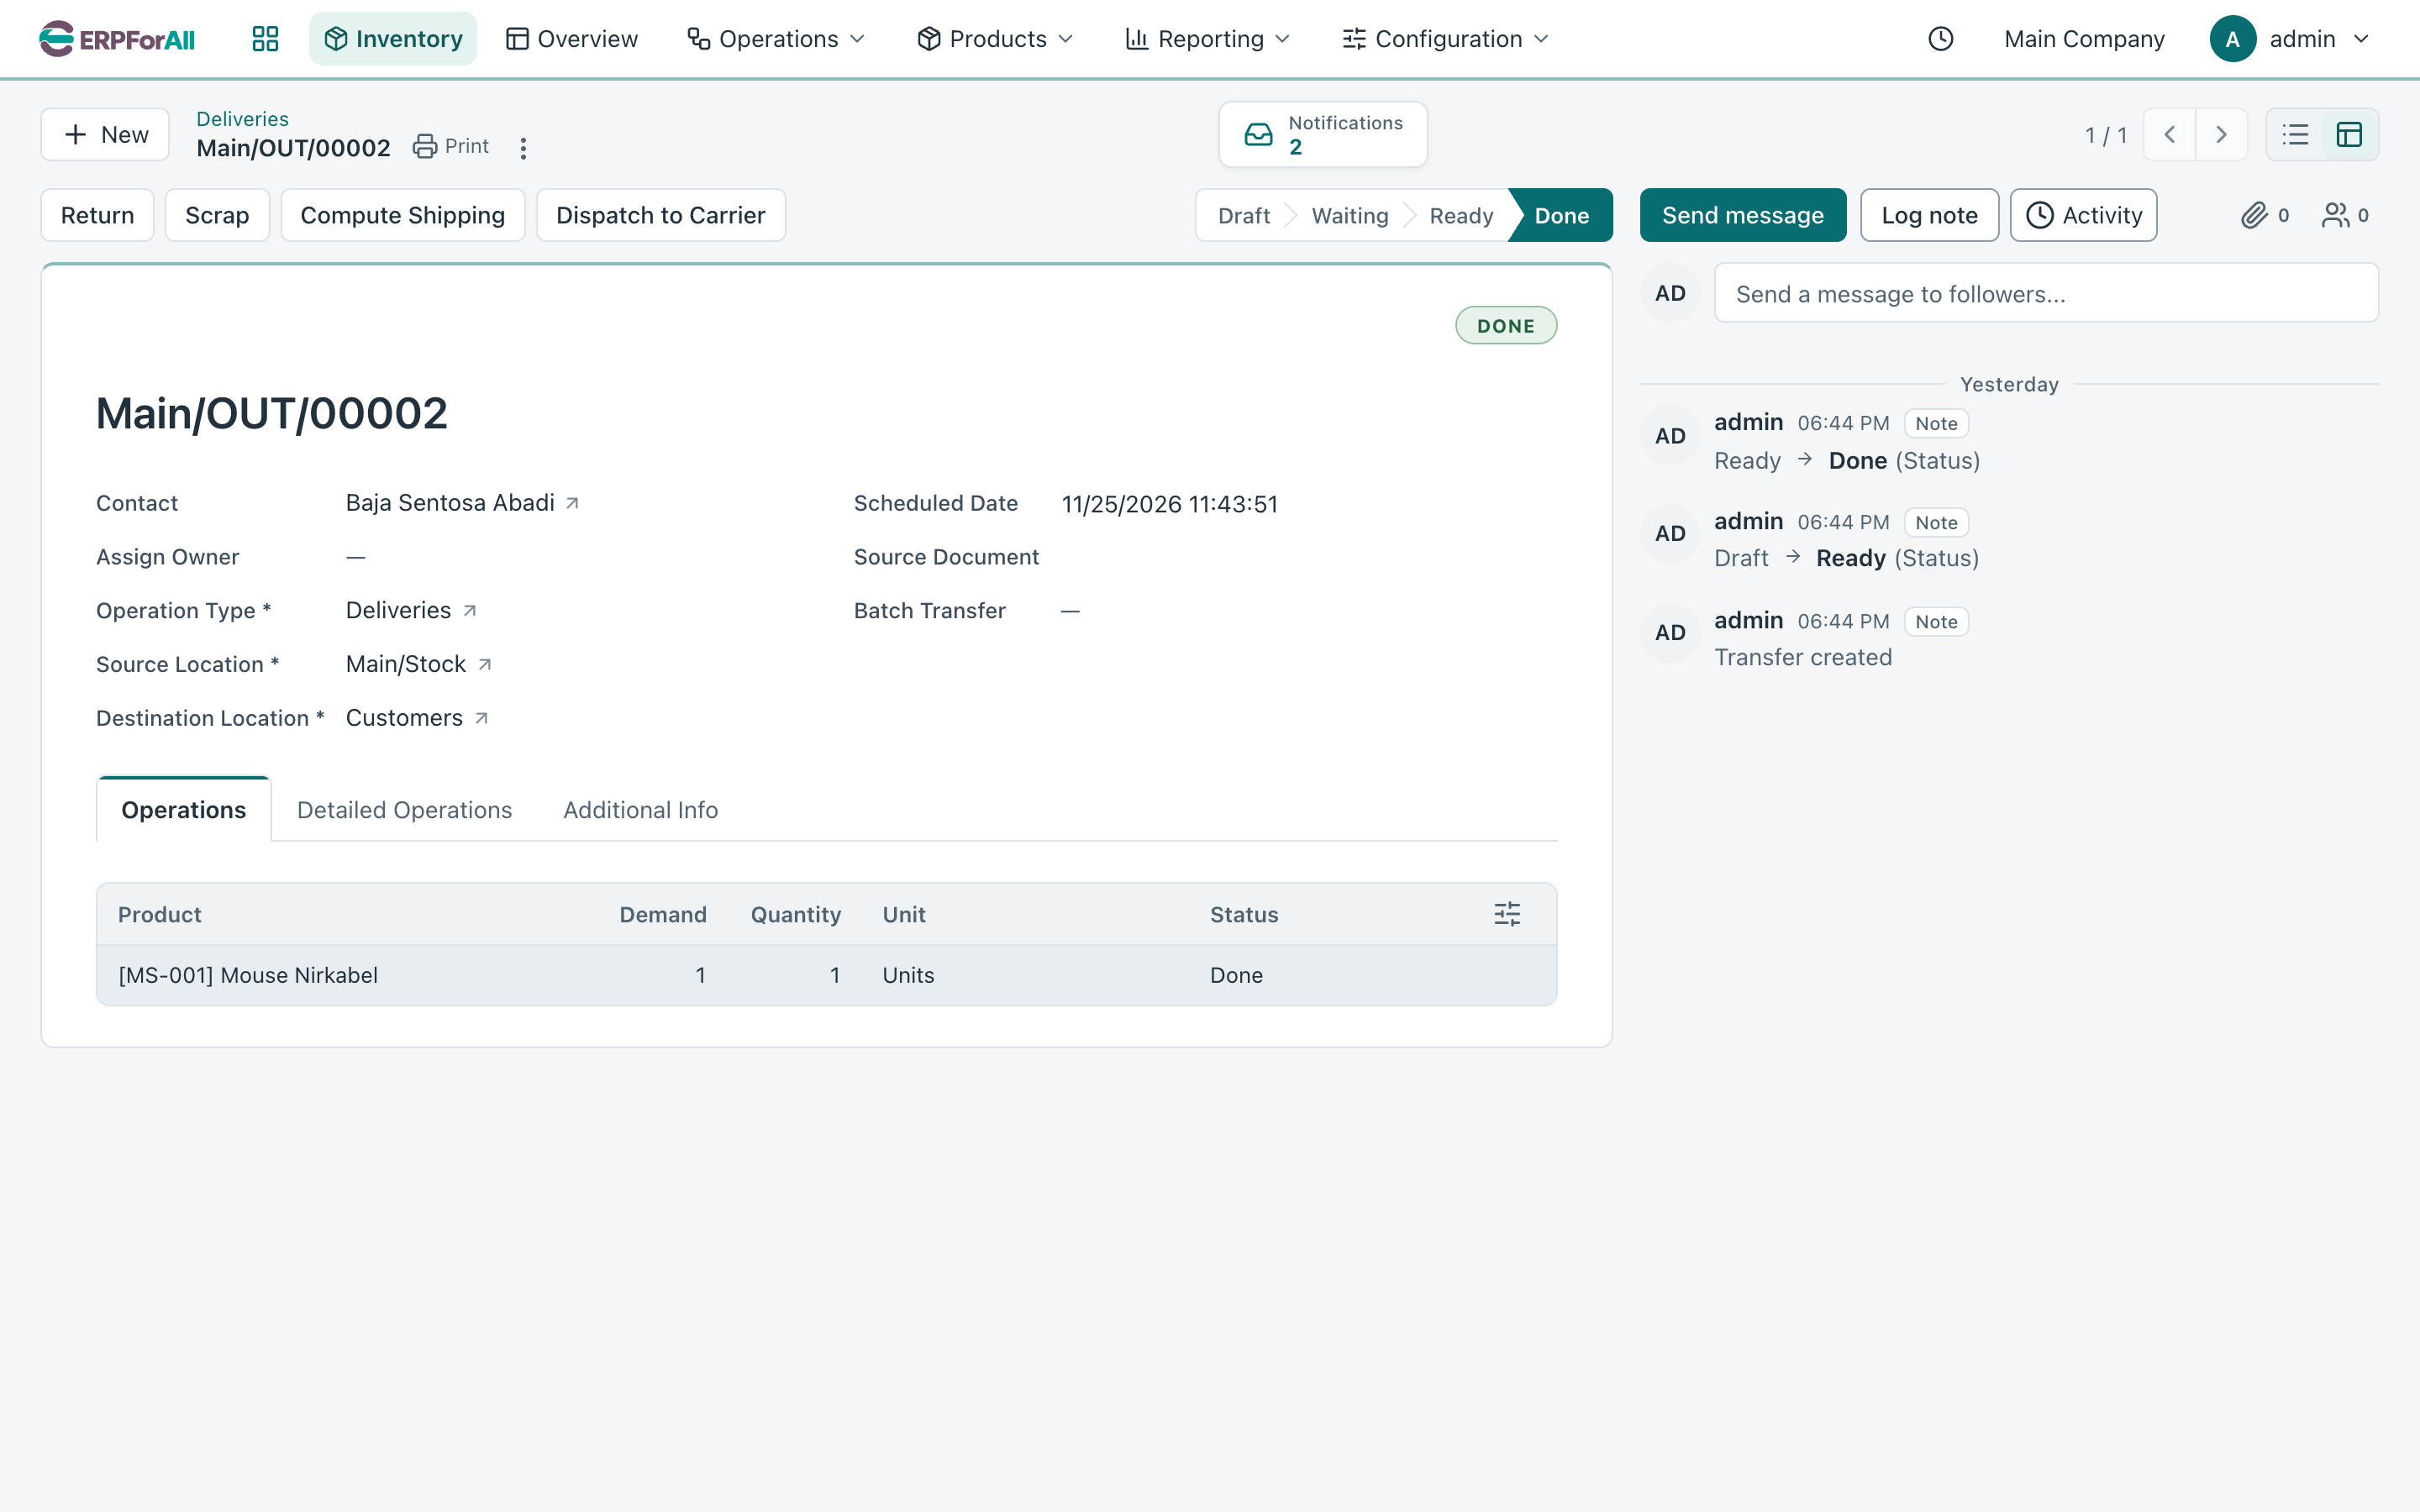 ERPForAll Inventory Overview Operations Products Reporting Configuration Main Company A admin
New
Deliveries
Main/OUT/00002 Print
Notifications
2
1 / 1
Return Scrap Compute Shipping Dispatch to Carrier
Draft Waiting Ready Done
Send message Log note Activity 0 0
DONE
Main/OUT/00002
Contact Baja Sentosa Abadi
Assign Owner —
Operation Type * Deliveries
Source Location * Main/Stock
Destination Location * Customers
Scheduled Date 11/25/2026 11:43:51
Source Document
Batch Transfer —
Operations Detailed Operations Additional Info
Product Demand Quantity Unit Status
[MS-001] Mouse Nirkabel 1 1 Units Done
AD Send a message to followers...
Yesterday
AD admin 06:44 PM Note
Ready → Done (Status)
AD admin 06:44 PM Note
Draft → Ready (Status)
AD admin 06:44 PM Note
Transfer created